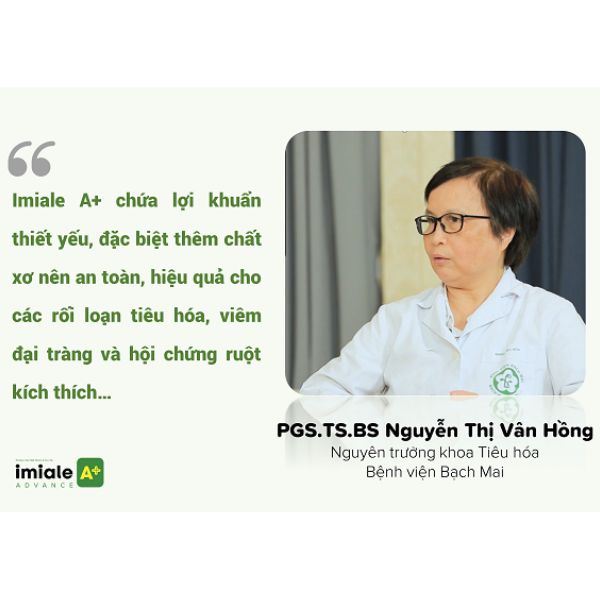 Imiale A+ chứa lợi khuẩn
thiết yếu, đặc biệt thêm chất
xơ nên an toàn, hiệu quả cho
các rối loạn tiêu hóa, viêm
đại tràng và hội chứng ruột
kích thích...
PGS.TS.BS Nguyễn Thị Vân Hồng
Nguyên trưởng khoa Tiêu hóa
Bệnh viện Bạch Mai
imiale A+
ADVANCE